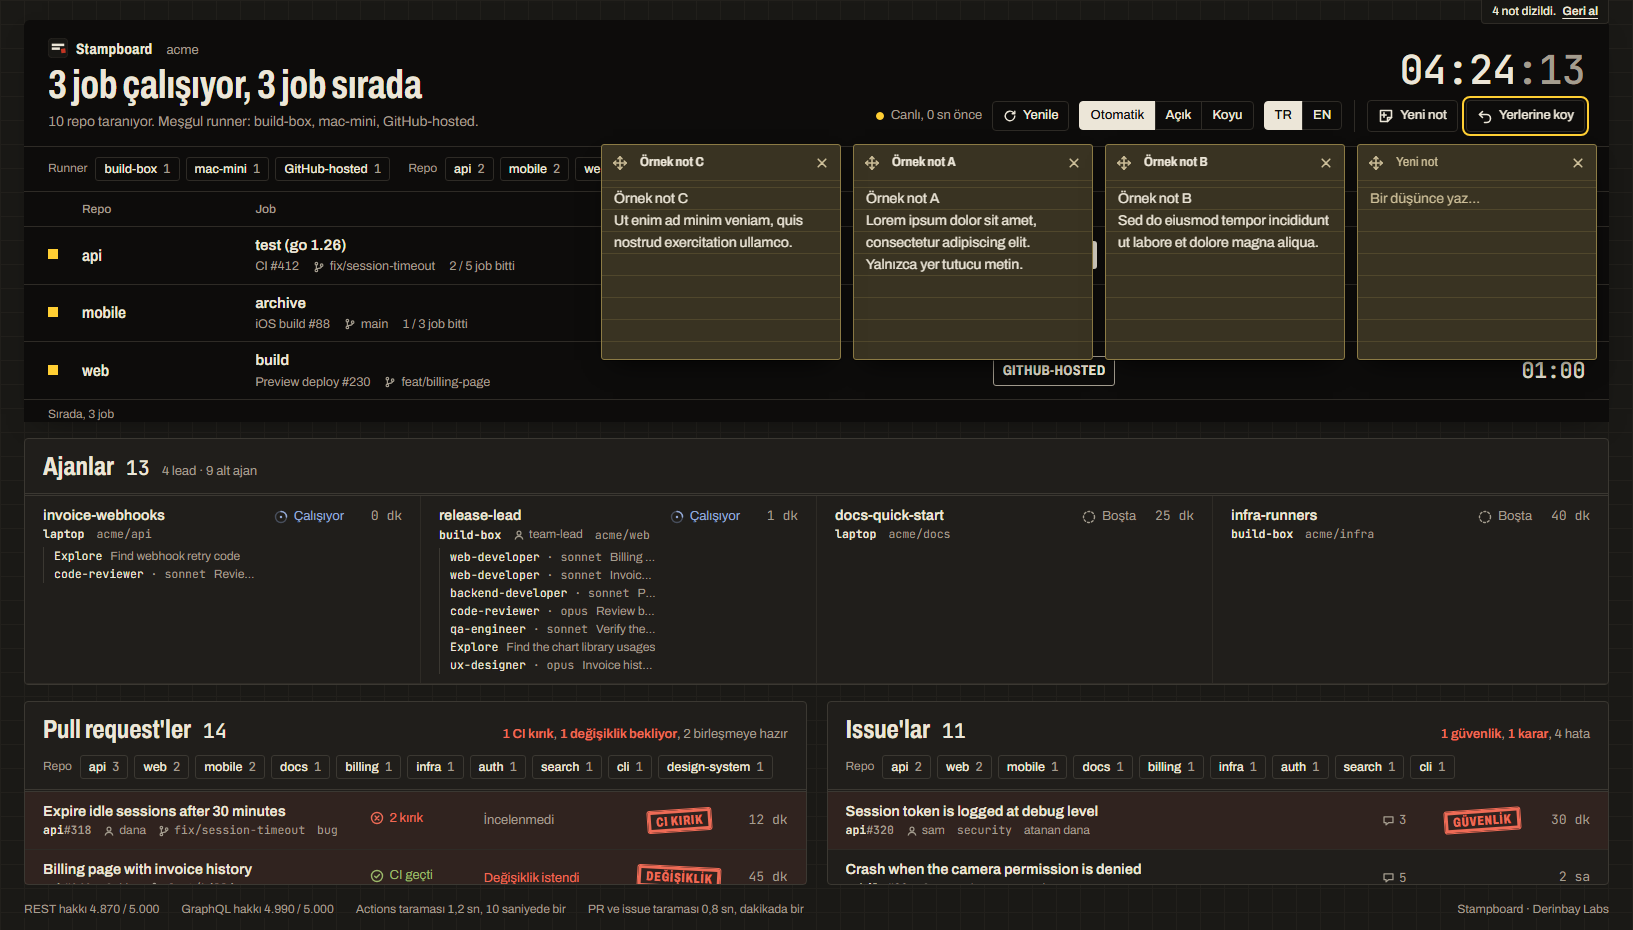 4 not dizildi. Geri al
Stampboard acme
3 job çalışıyor, 3 job sırada
10 repo taranıyor. Meşgul runner: build-box, mac-mini, GitHub-hosted.
04:24:13
Canlı, 0 sn önce Yenile Otomatik Açık Koyu TR EN Yeni not Yerlerine koy
Runner build-box 1 mac-mini 1 GitHub-hosted 1 Repo api 2 mobile 2 we
Örnek not C
Örnek not C
Ut enim ad minim veniam, quis
nostrud exercitation ullamco.
Örnek not A
Örnek not A
Lorem ipsum dolor sit amet,
consectetur adipiscing elit.
Yalnızca yer tutucu metin.
Örnek not B
Örnek not B
Sed do eiusmod tempor incididunt
ut labore et dolore magna aliqua.
Yeni not
Bir düşünce yaz...
Repo Job
api test (go 1.26)
CI #412 fix/session-timeout 2 / 5 job bitti
mobile archive
iOS build #88 main 1 / 3 job bitti
web build
Preview deploy #230 feat/billing-page
GITHUB-HOSTED 01:00
Sırada, 3 job
Ajanlar 13 4 lead · 9 alt ajan
invoice-webhooks Çalışıyor 0 dk
laptop acme/api
Explore Find webhook retry code
code-reviewer · sonnet Revie...
release-lead Çalışıyor 1 dk
build-box team-lead acme/web
web-developer · sonnet Billing ...
web-developer · sonnet Invoic...
backend-developer · sonnet P...
code-reviewer · opus Review b...
qa-engineer · sonnet Verify the...
Explore Find the chart library usages
ux-designer · opus Invoice hist...
docs-quick-start Boşta 25 dk
laptop acme/docs
infra-runners Boşta 40 dk
build-box acme/infra
Pull request'ler 14 1 CI kırık, 1 değişiklik bekliyor, 2 birleşmeye hazır
Repo api 3 web 2 mobile 2 docs 1 billing 1 infra 1 auth 1 search 1 cli 1 design-system 1
Expire idle sessions after 30 minutes 2 kırık İncelenmedi CI KIRIK 12 dk
api#318 dana fix/session-timeout bug
Billing page with invoice history CI geçti Değişiklik istendi DEĞİŞİKLİK 45 dk
Issue'lar 11 1 güvenlik, 1 karar, 4 hata
Repo api 2 web 2 mobile 1 docs 1 billing 1 infra 1 auth 1 search 1 cli 1
Session token is logged at debug level 3 GÜVENLİK 30 dk
api#320 sam security atanan dana
Crash when the camera permission is denied 5 2 sa
REST hakkı 4.870 / 5.000 GraphQL hakkı 4.990 / 5.000 Actions taraması 1,2 sn, 10 saniyede bir PR ve issue taraması 0,8 sn, dakikada bir Stampboard · Derinbay Labs